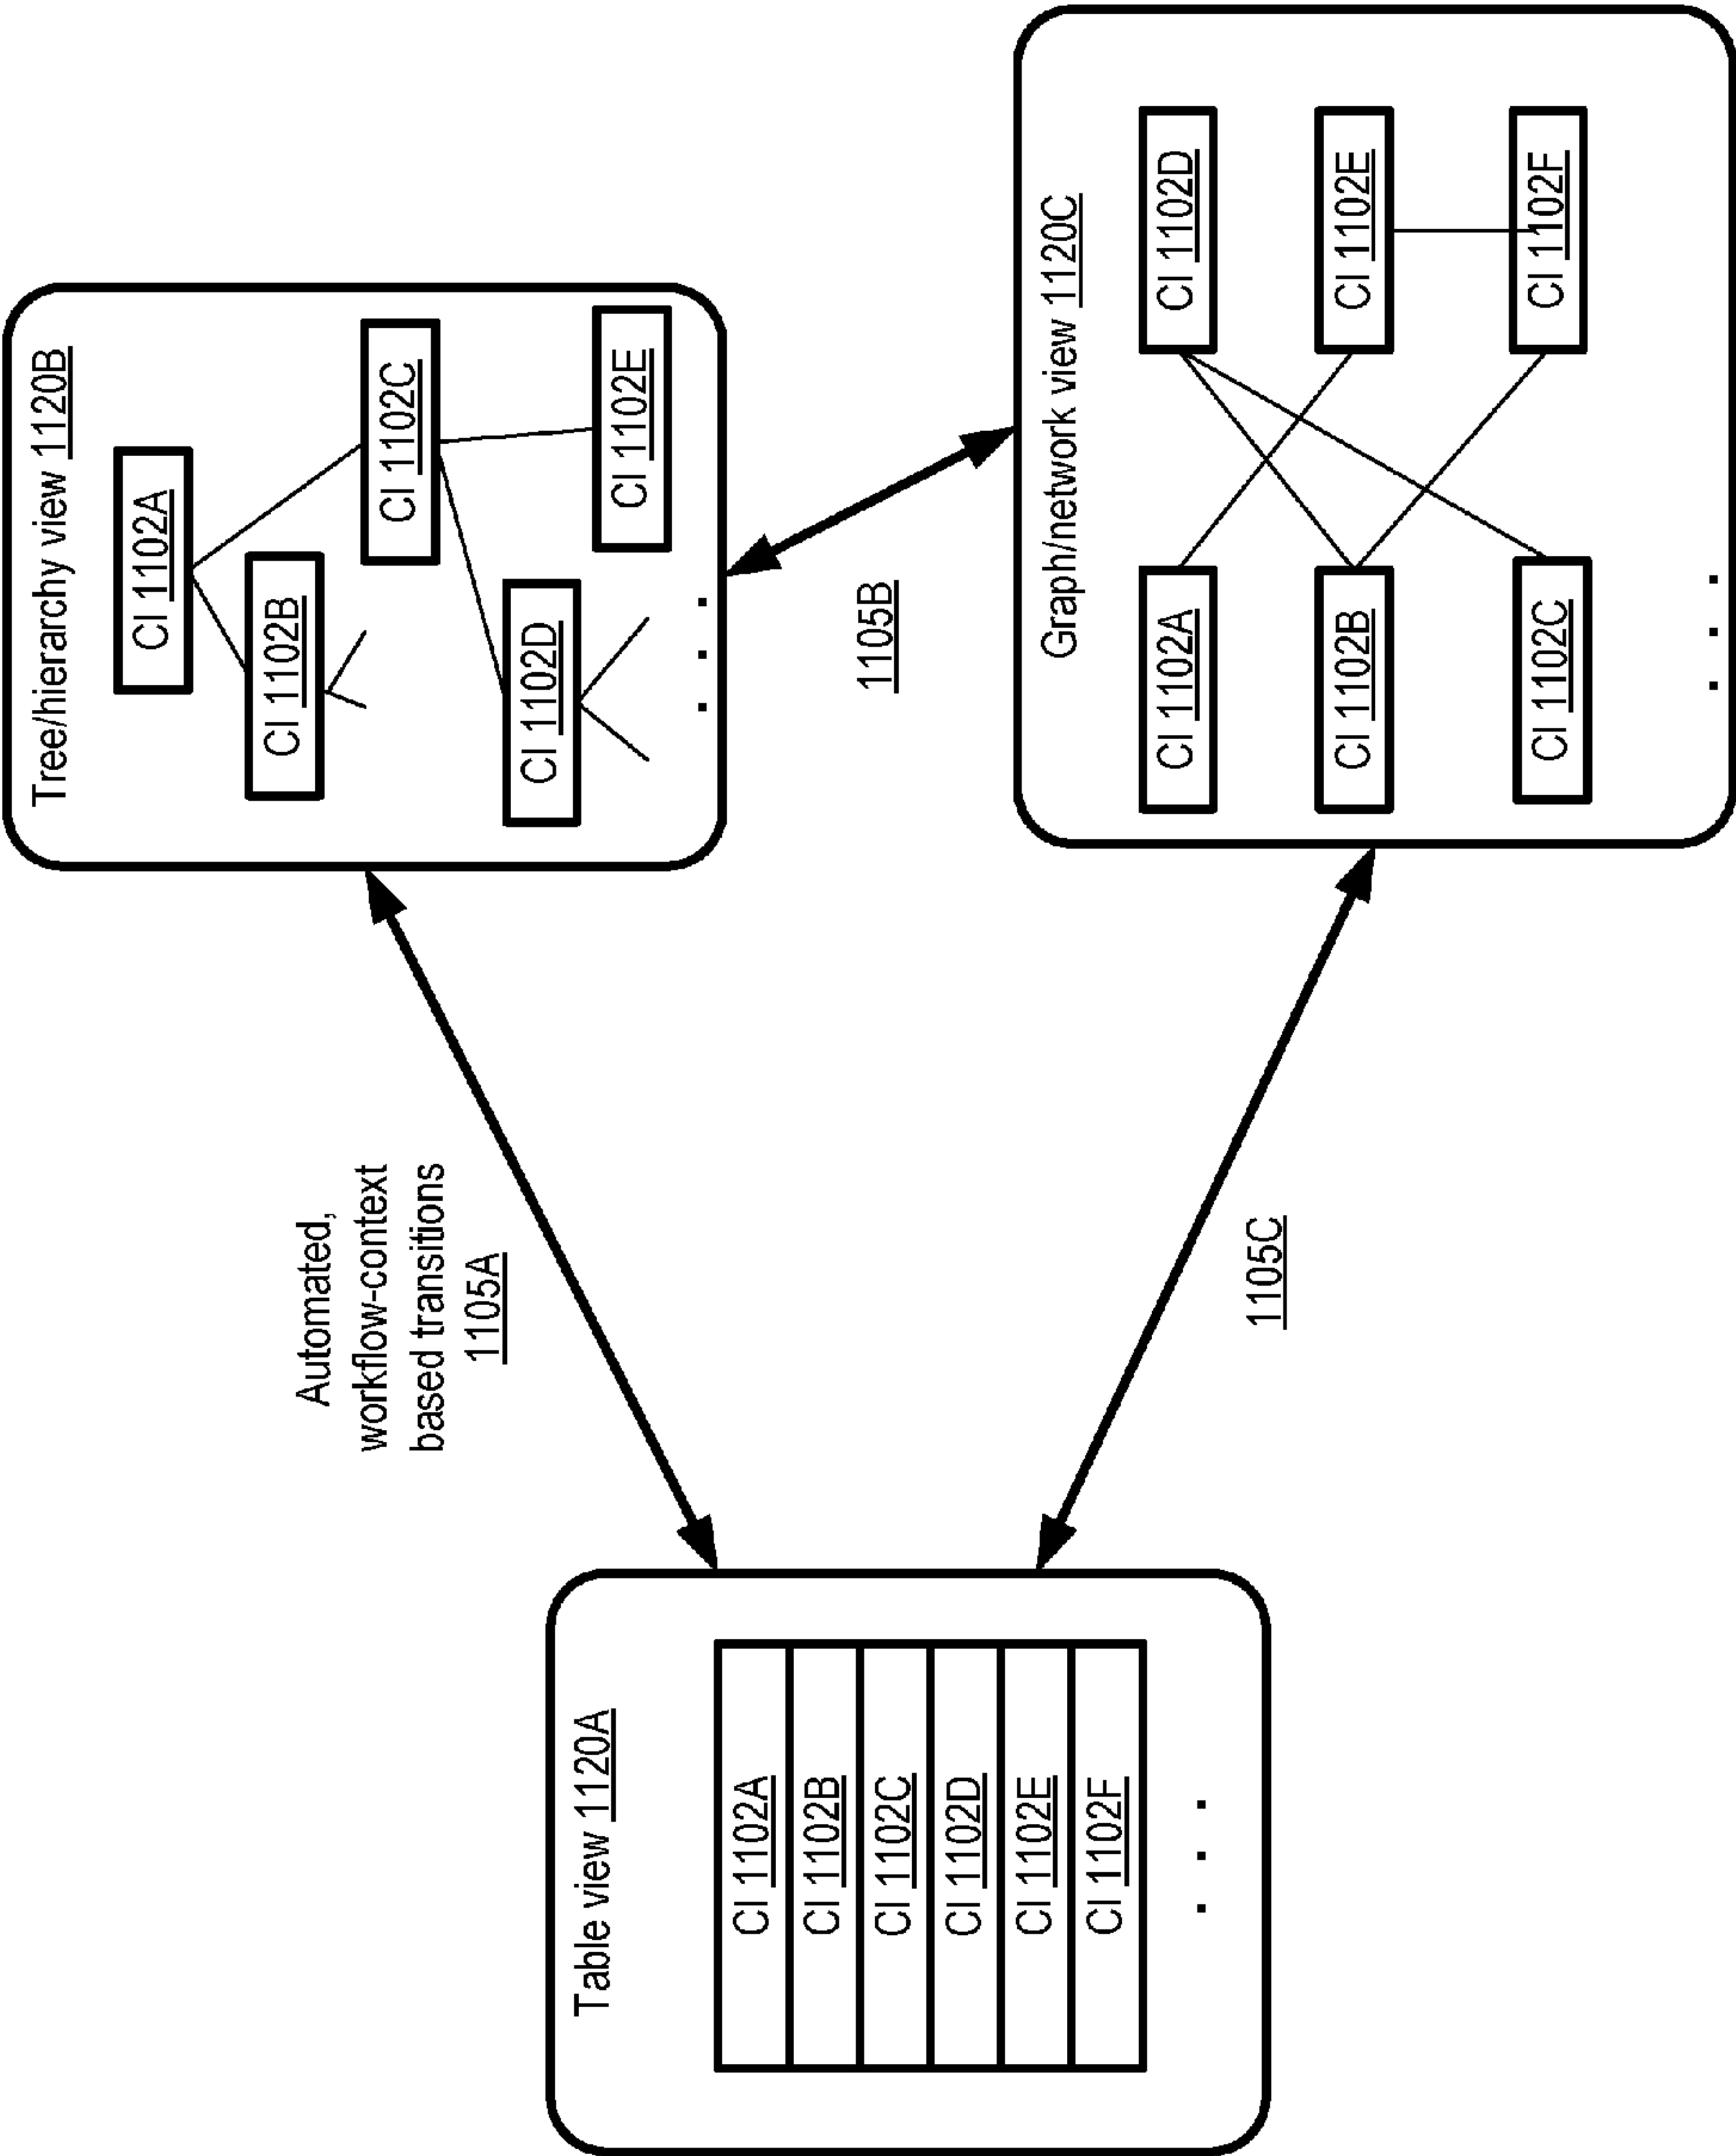 Table view 1120A
CI 1102A
CI 1102B
CI 1102C
CI 1102D
CI 1102E
CI 1102F
. . .
Automated,
workflow-context
based transitions
1105A
Tree/hierarchy view 1120B
CI 1102A
CI 1102B
CI 1102C
CI 1102D
CI 1102E
. . .
1105B
1105C
Graph/network view 1120C
CI 1102A
CI 1102D
CI 1102B
CI 1102E
CI 1102C
CI 1102F
. . .